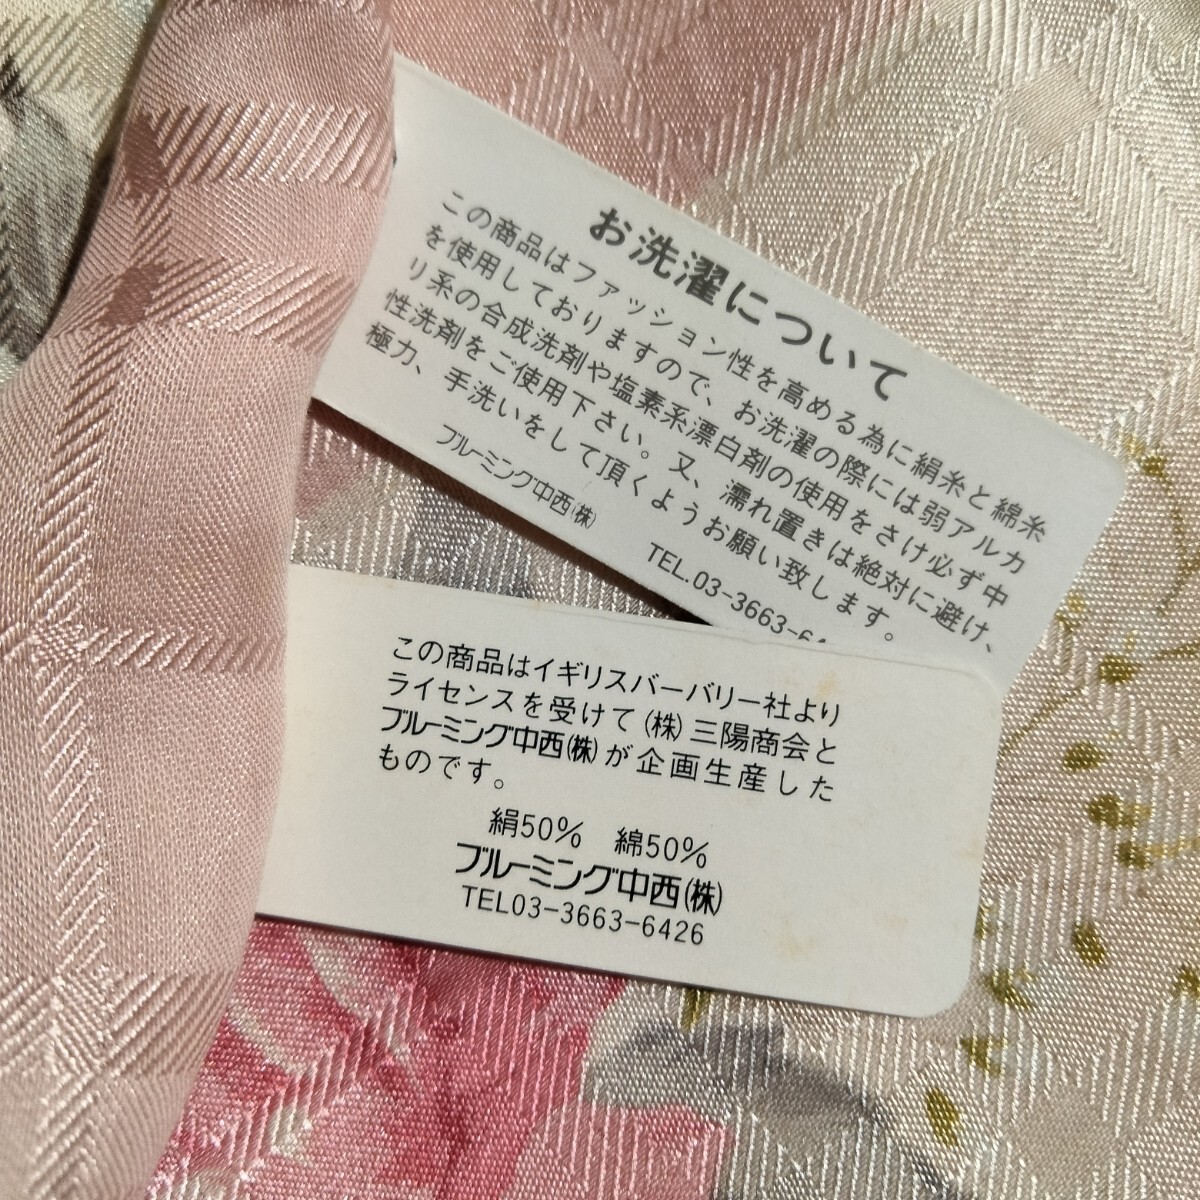 お洗濯について
この商品はファッション性を高める為に絹糸と綿糸
を使用しておりますので、お洗濯の際には弱アルカ
リ系の合成洗剤や塩素系漂白剤の使用をさけ必ず中
性洗剤をご使用下さい。又、濡れ置きは絶対に避け、
極力、手洗いをして頂くようお願い致します。
ブルーミング中西㈱
TEL.03-3663-64
この商品はイギリスバーバリー社より
ライセンスを受けて㈱三陽商会と
ブルーミング中西㈱が企画生産した
ものです。
絹50% 綿50%
ブルーミング中西㈱
TEL03-3663-6426